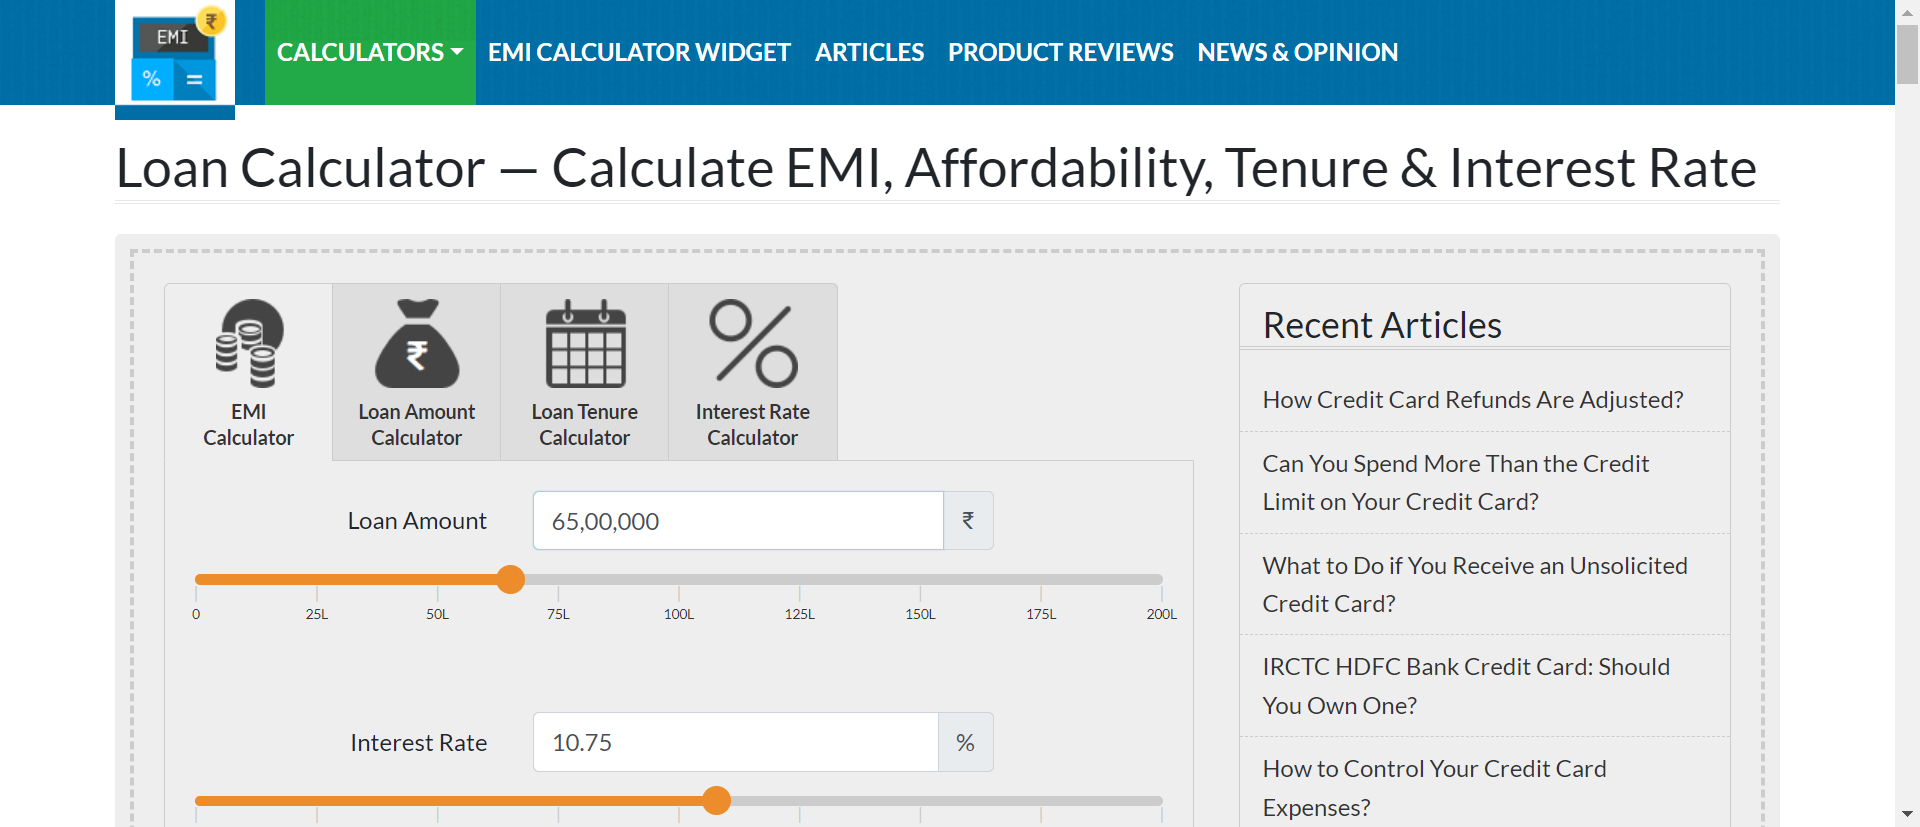 EMI
₹
%
=
CALCULATORS
EMI CALCULATOR WIDGET
ARTICLES
PRODUCT REVIEWS
NEWS & OPINION
Loan Calculator — Calculate EMI, Affordability, Tenure & Interest Rate
EMI
Calculator
₹
Loan Amount
Calculator
Loan Tenure
Calculator
Interest Rate
Calculator
Loan Amount
65,00,000
₹
0 25L 50L 75L 100L 125L 150L 175L 200L
Interest Rate
10.75
%
Recent Articles
How Credit Card Refunds Are Adjusted?
Can You Spend More Than the Credit
Limit on Your Credit Card?
What to Do if You Receive an Unsolicited
Credit Card?
IRCTC HDFC Bank Credit Card: Should
You Own One?
How to Control Your Credit Card
Expenses?